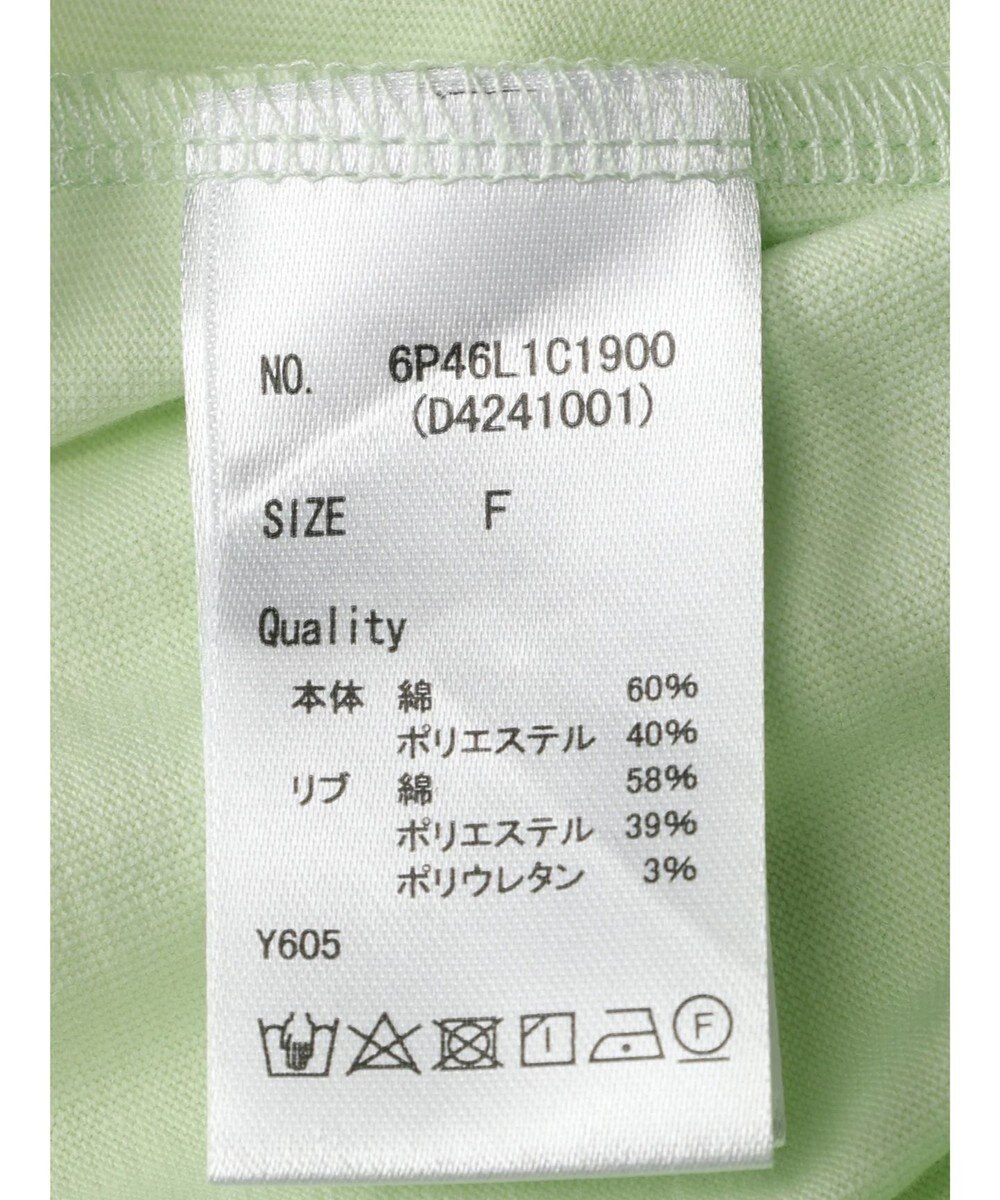 NO. 6P46L1C1900
(D4241001)
SIZE F
Quality
本体 綿 60%
ポリエステル 40%
リブ 綿 58%
ポリエステル 39%
ポリウレタン 3%
Y605
F